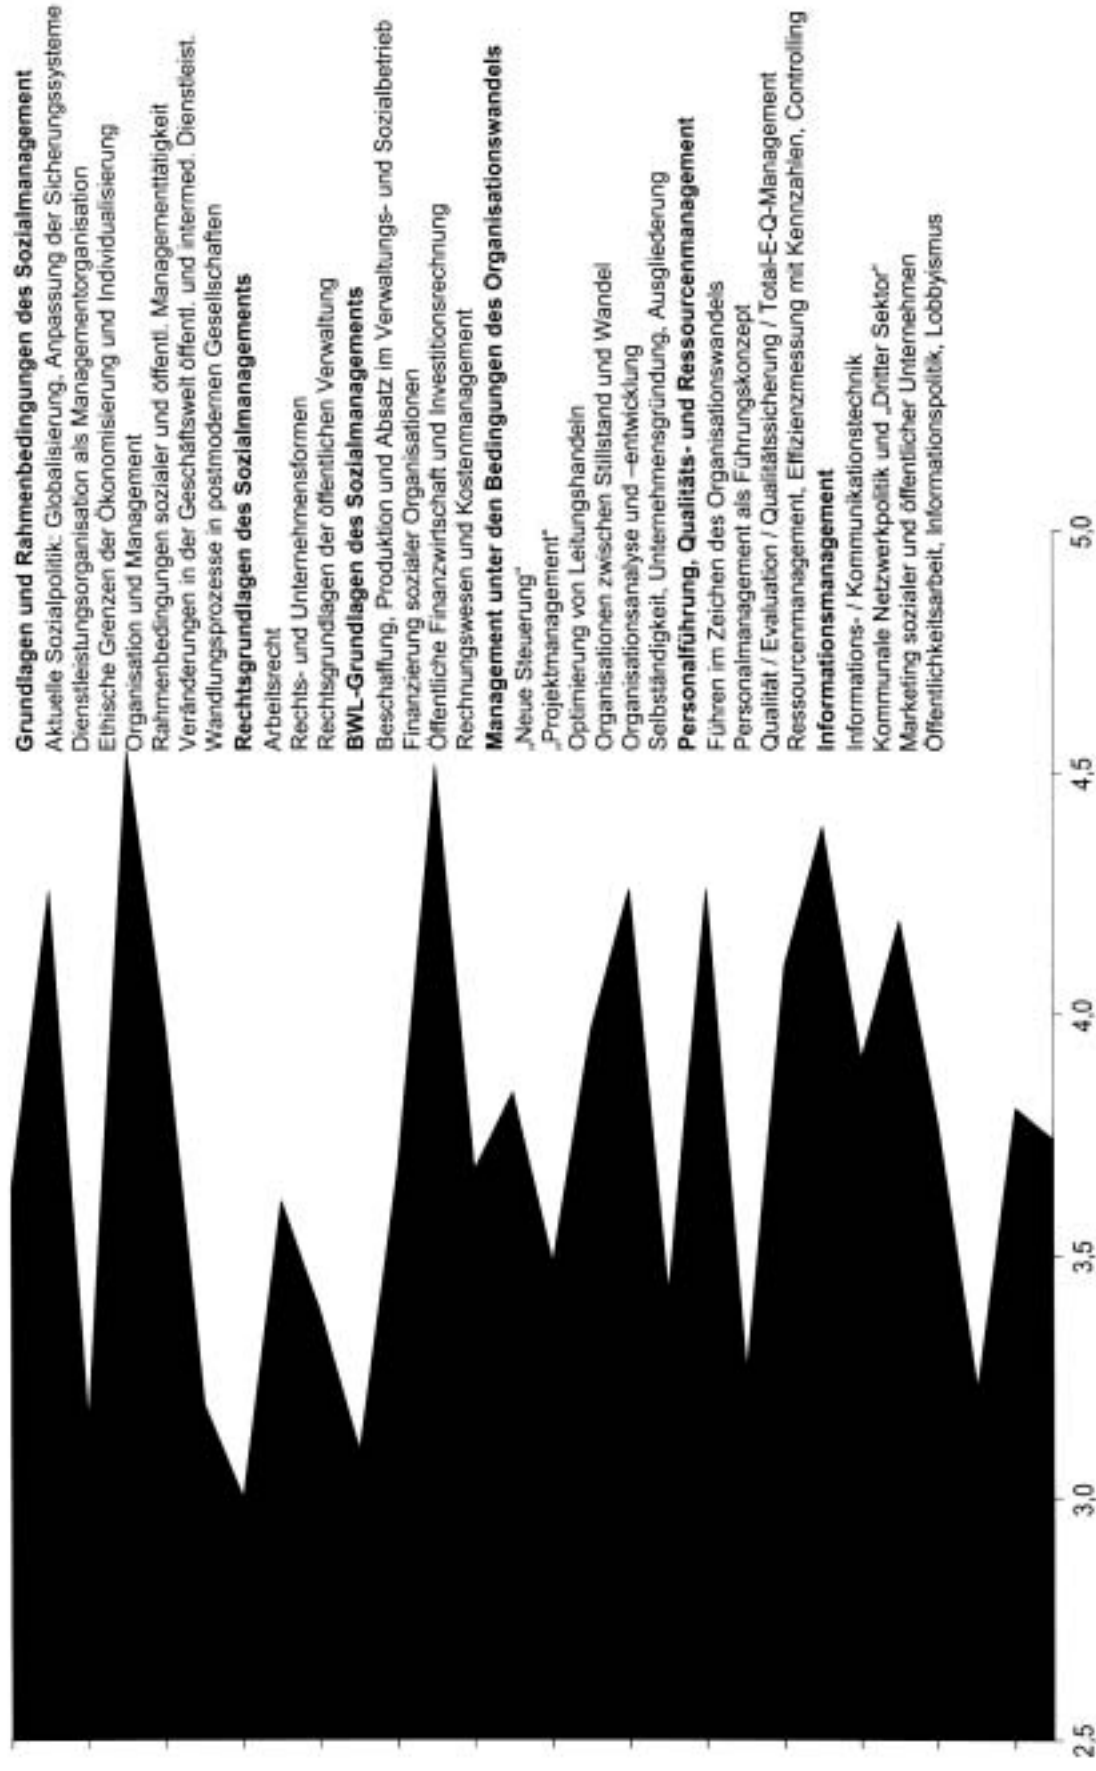 Grundlagen und Rahmenbedingungen des Sozialmanagement
Aktuelle Sozialpolitik: Globalisierung, Anpassung der Sicherungssysteme
Dienstleistungsorganisation als Managementorganisation
Ethische Grenzen der Ökonomisierung und Individualisierung
Organisation und Management
Rahmenbedingungen sozialer und öffentl. Managementtätigkeit
Veränderungen in der Geschäftswelt öffentl. und intermed. Dienstleist.
Wandlungsprozesse in postmodernen Gesellschaften
Rechtsgrundlagen des Sozialmanagements
Arbeitsrecht
Rechts- und Unternehmensformen
Rechtsgrundlagen der öffentlichen Verwaltung
BWL-Grundlagen des Sozialmanagements
Beschaffung, Produktion und Absatz im Verwaltungs- und Sozialbetrieb
Finanzierung sozialer Organisationen
Öffentliche Finanzwirtschaft und Investitionsrechnung
Rechnungswesen und Kostenmanagement
Management unter den Bedingungen des Organisationswandels
„Neue Steuerung“
„Projektmanagement“
Optimierung von Leitungshandeln
Organisationen zwischen Stillstand und Wandel
Organisationsanalyse und –entwicklung
Selbständigkeit, Unternehmensgründung, Ausgliederung
Personalführung, Qualitäts- und Ressourcenmanagement
Führen im Zeichen des Organisationswandels
Personalmanagement als Führungskonzept
Qualität / Evaluation / Qualitätssicherung / Total-E-Q-Management
Ressourcenmanagement, Effizienzmessung mit Kennzahlen, Controlling
Informationsmanagement
Informations- / Kommunikationstechnik
Kommunale Netzwerkpolitik und „Dritter Sektor“
Marketing sozialer und öffentlicher Unternehmen
Öffentlichkeitsarbeit, Informationspolitik, Lobbyismus
2,5
3,0
3,5
4,0
4,5
5,0